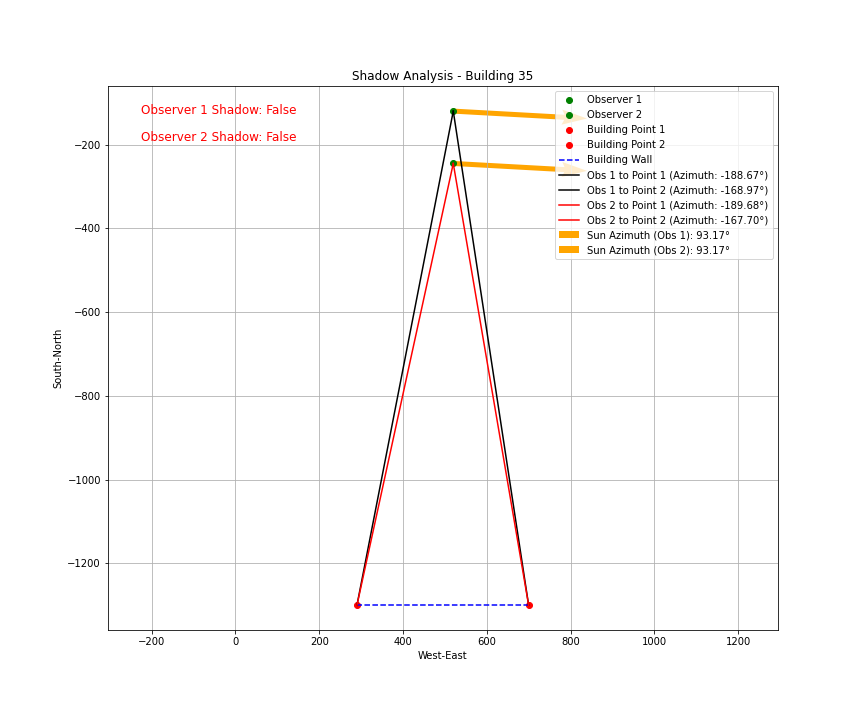 Shadow Analysis - Building 35
Observer 1 Shadow: False
Observer 2 Shadow: False
Observer 1
Observer 2
Building Point 1
Building Point 2
Building Wall
Obs 1 to Point 1 (Azimuth: -188.67°)
Obs 1 to Point 2 (Azimuth: -168.97°)
Obs 2 to Point 1 (Azimuth: -189.68°)
Obs 2 to Point 2 (Azimuth: -167.70°)
Sun Azimuth (Obs 1): 93.17°
Sun Azimuth (Obs 2): 93.17°
South-North
−200
−400
−600
−800
−1000
−1200
−200 0 200 400 600 800 1000 1200
West-East